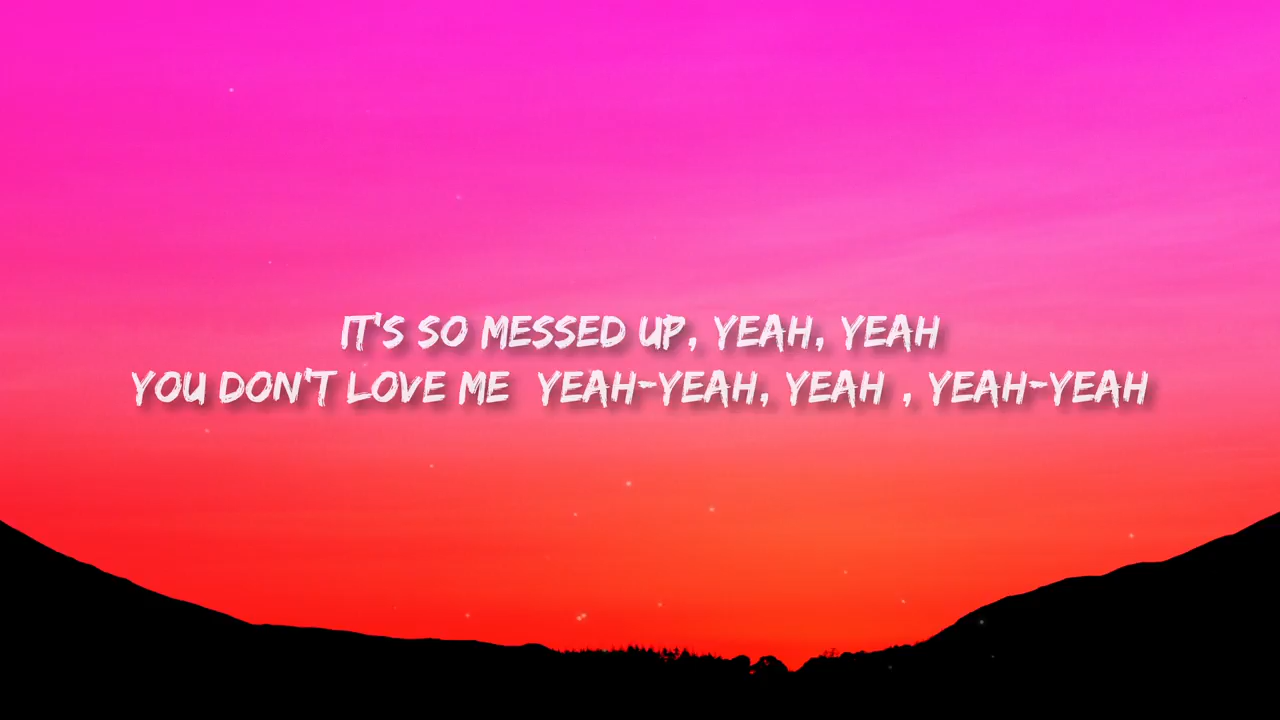 IT'S SO MESSED UP, YEAH, YEAH
YOU DON'T LOVE ME YEAH-YEAH, YEAH , YEAH-YEAH